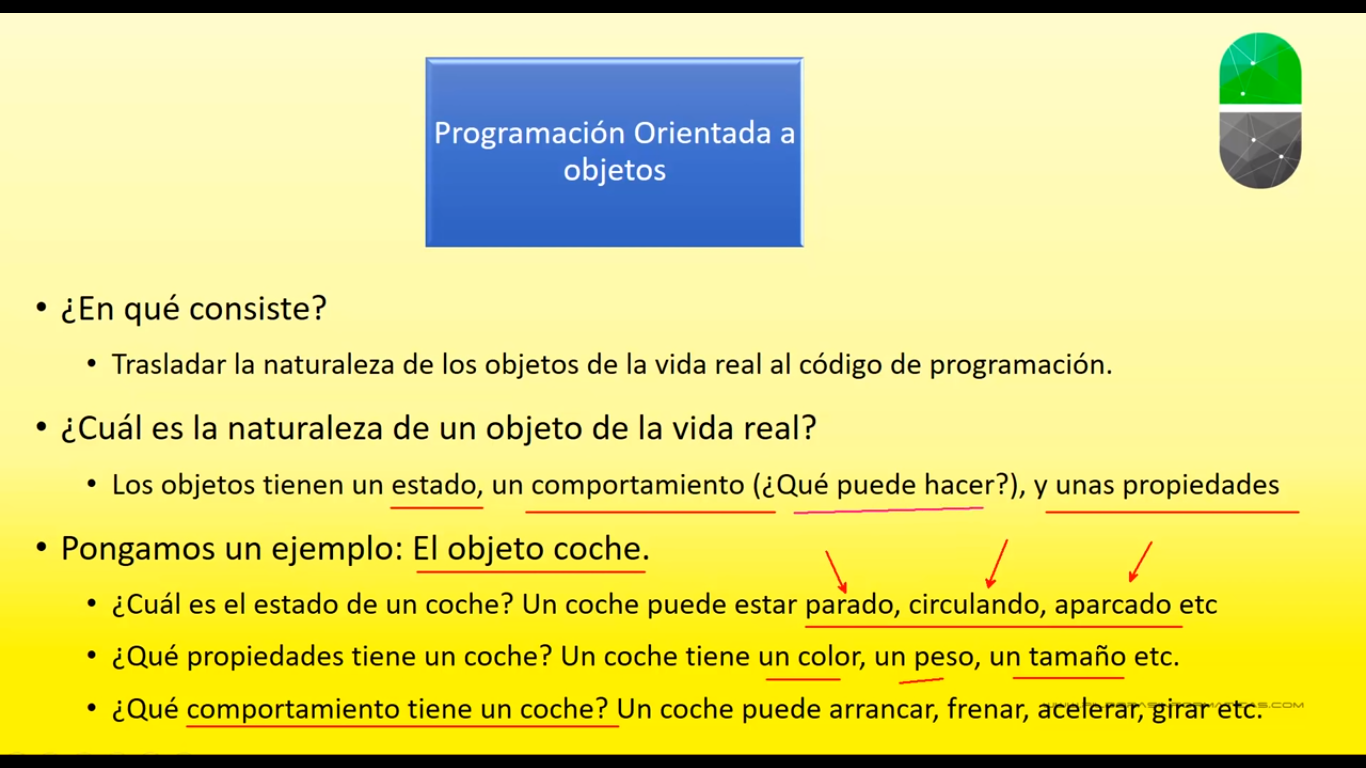 Programación Orientada a
objetos
• ¿En qué consiste?
• Trasladar la naturaleza de los objetos de la vida real al código de programación.
• ¿Cuál es la naturaleza de un objeto de la vida real?
• Los objetos tienen un estado, un comportamiento (¿Qué puede hacer?), y unas propiedades
• Pongamos un ejemplo: El objeto coche.
• ¿Cuál es el estado de un coche? Un coche puede estar parado, circulando, aparcado etc
• ¿Qué propiedades tiene un coche? Un coche tiene un color, un peso, un tamaño etc.
• ¿Qué comportamiento tiene un coche? Un coche puede arrancar, frenar, acelerar, girar etc.